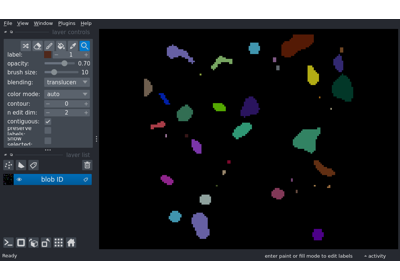 File View Window Plugins Help
layer controls
label: 1
opacity: 0.70
brush size: 10
blending: translucen
color mode: auto
contour: 0
n edit dim: 2
contiguous: ✓
preserve labels:
show selected:
layer list
blob ID
Ready
enter paint or fill mode to edit labels
activity